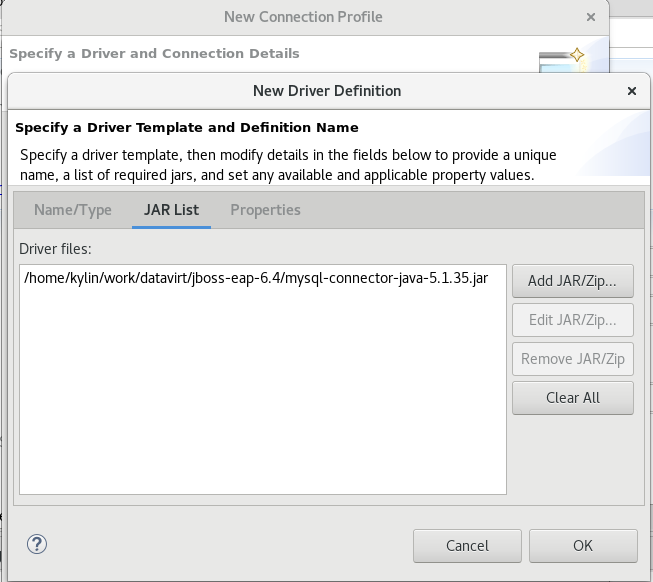 New Connection Profile
Specify a Driver and Connection Details
New Driver Definition
Specify a Driver Template and Definition Name
Specify a driver template, then modify details in the fields below to provide a unique
name, a list of required jars, and set any available and applicable property values.
Name/Type JAR List Properties
Driver files:
/home/kylin/work/datavirt/jboss-eap-6.4/mysql-connector-java-5.1.35.jar
Add JAR/Zip...
Edit JAR/Zip...
Remove JAR/Zip
Clear All
Cancel OK